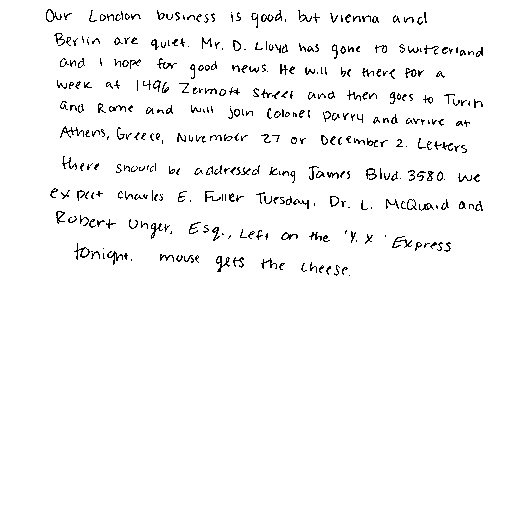 Our London business is good, but Vienna and
Berlin are quiet. Mr. D. Lloyd has gone to Switzerland
and I hope for good news. He will be there for a
week at 1496 Zermott Street and then goes to Turin
and Rome and will join Colonel Parry and arrive at
Athens, Greece, November 27 or December 2. Letters
there should be addressed King James Blvd. 3580. We
expect Charles E. Fuller Tuesday. Dr. L. McQuaid and
Robert Unger, Esq., left on the 'Y. X' Express
tonight. mouse gets the cheese.